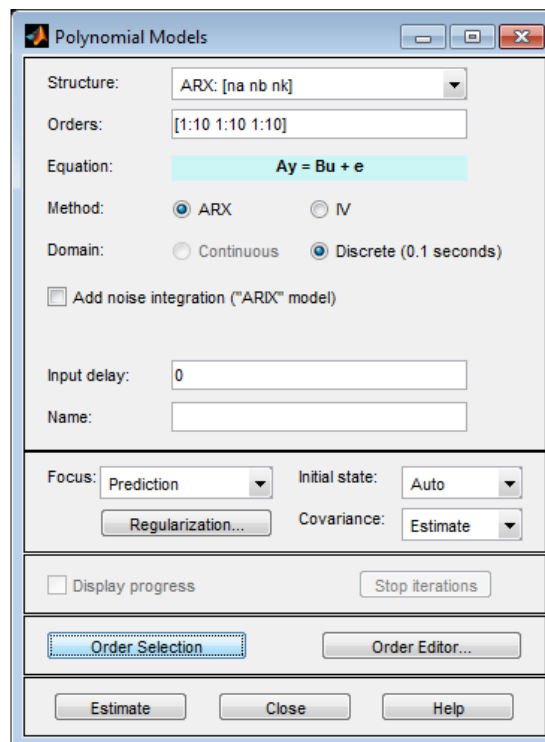 Polynomial Models
Structure: ARX: [na nb nk]
Orders: [1:10 1:10 1:10]
Equation: Ay = Bu + e
Method: ARX IV
Domain: Continuous Discrete (0.1 seconds)
Add noise integration ("ARIX" model)
Input delay: 0
Name:
Focus: Prediction Initial state: Auto
Regularization... Covariance: Estimate
Display progress Stop iterations
Order Selection Order Editor...
Estimate Close Help